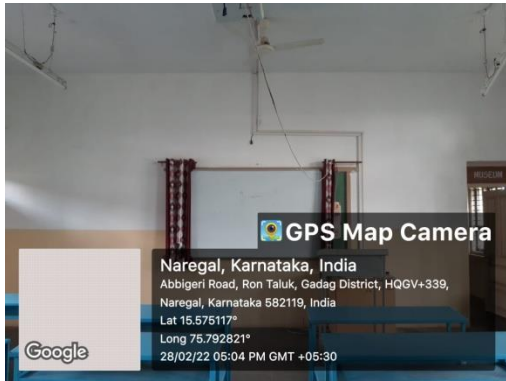 MUSEUM
GPS Map Camera
Naregal, Karnataka, India
Abbigeri Road, Ron Taluk, Gadag District, HQGV+339,
Naregal, Karnataka 582119, India
Lat 15.575117°
Long 75.792821°
28/02/22 05:04 PM GMT +05:30
Google